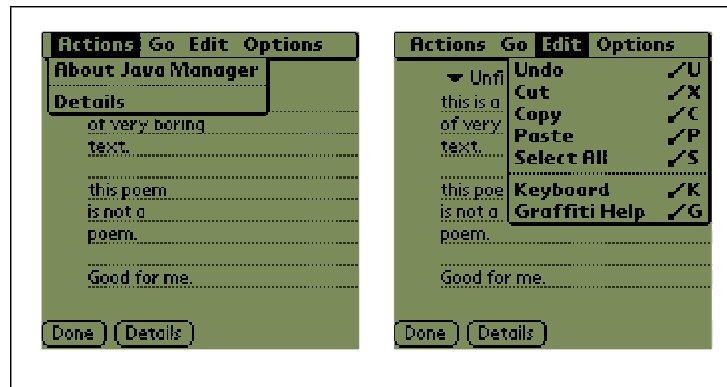 Actions Go Edit Options
About Java Manager
Details
of very boring
text.
this poem
is not a
poem.
Good for me.
Done Details
Actions Go Edit Options
Unfi
Undo /U
Cut /X
this is a
Copy /C
of very
Paste /P
text.
Select All /S
this poe
Keyboard /K
is not a
Graffiti Help /G
poem.
Good for me.
Done Details